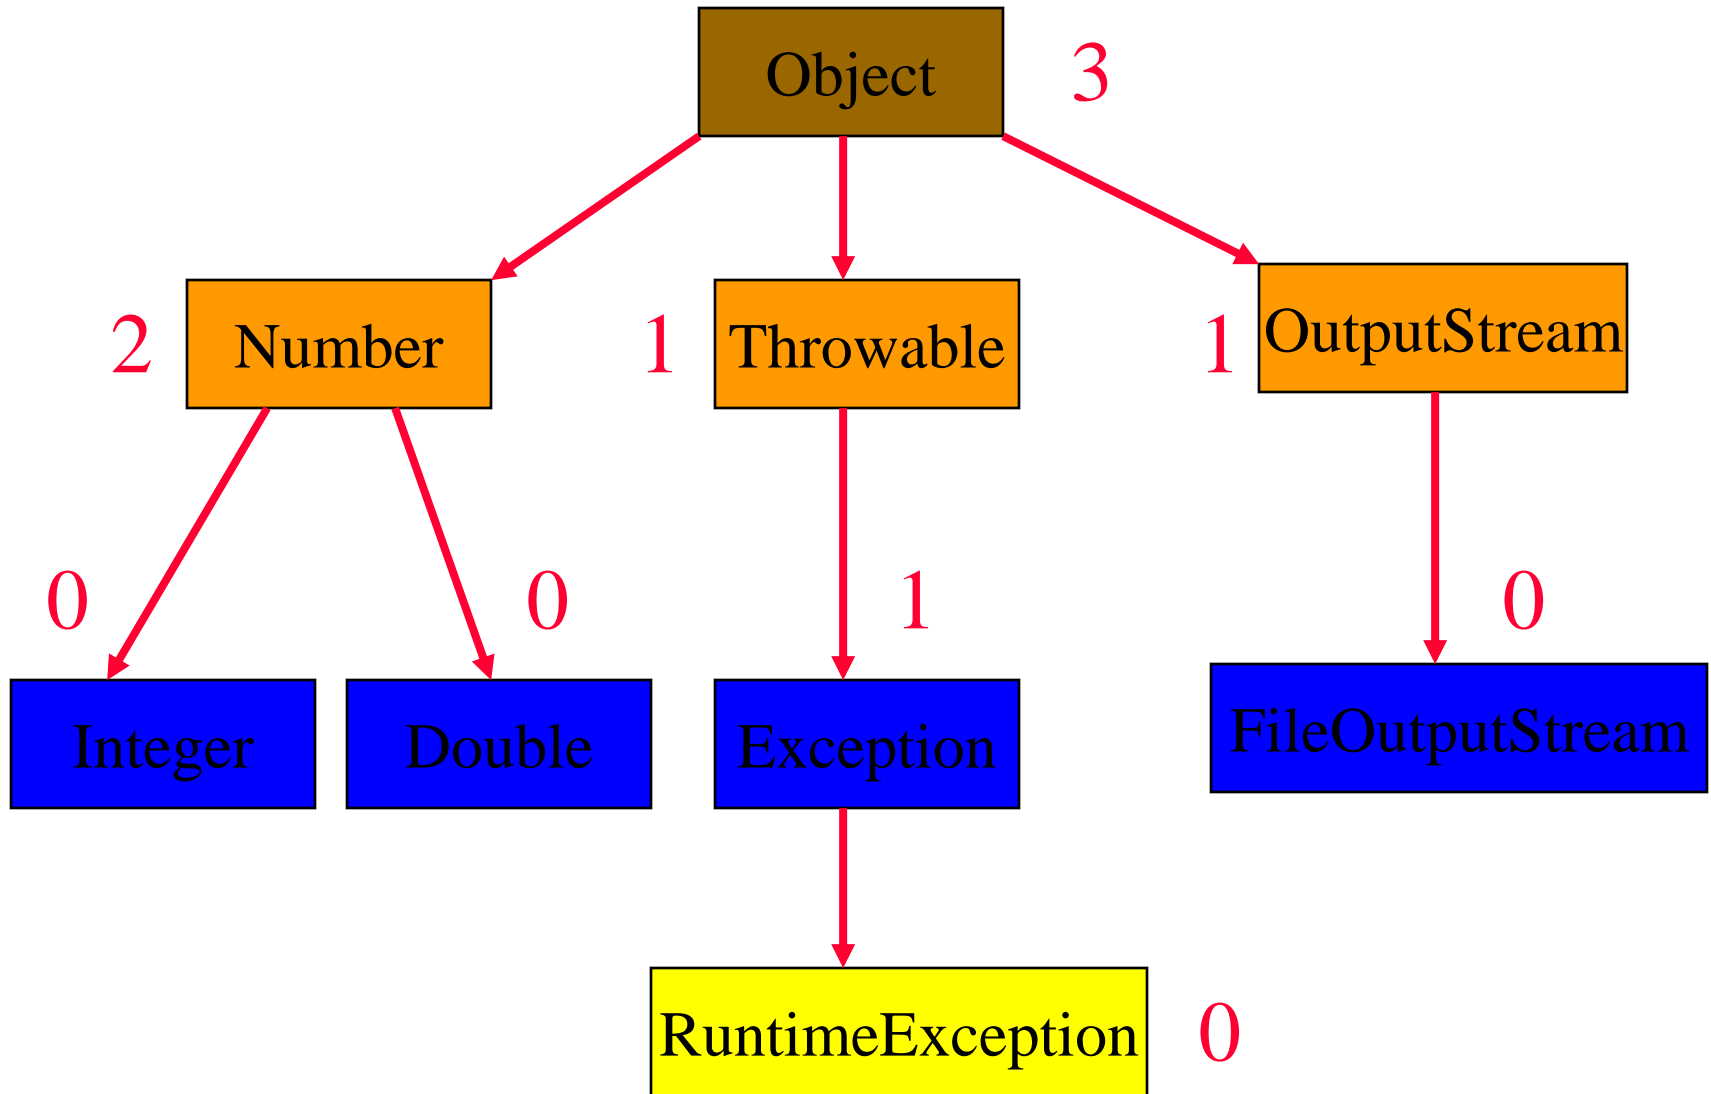 Object 3
2 Number 1 Throwable 1 OutputStream
0 0 1 0
Integer Double Exception FileOutputStream
RuntimeException 0